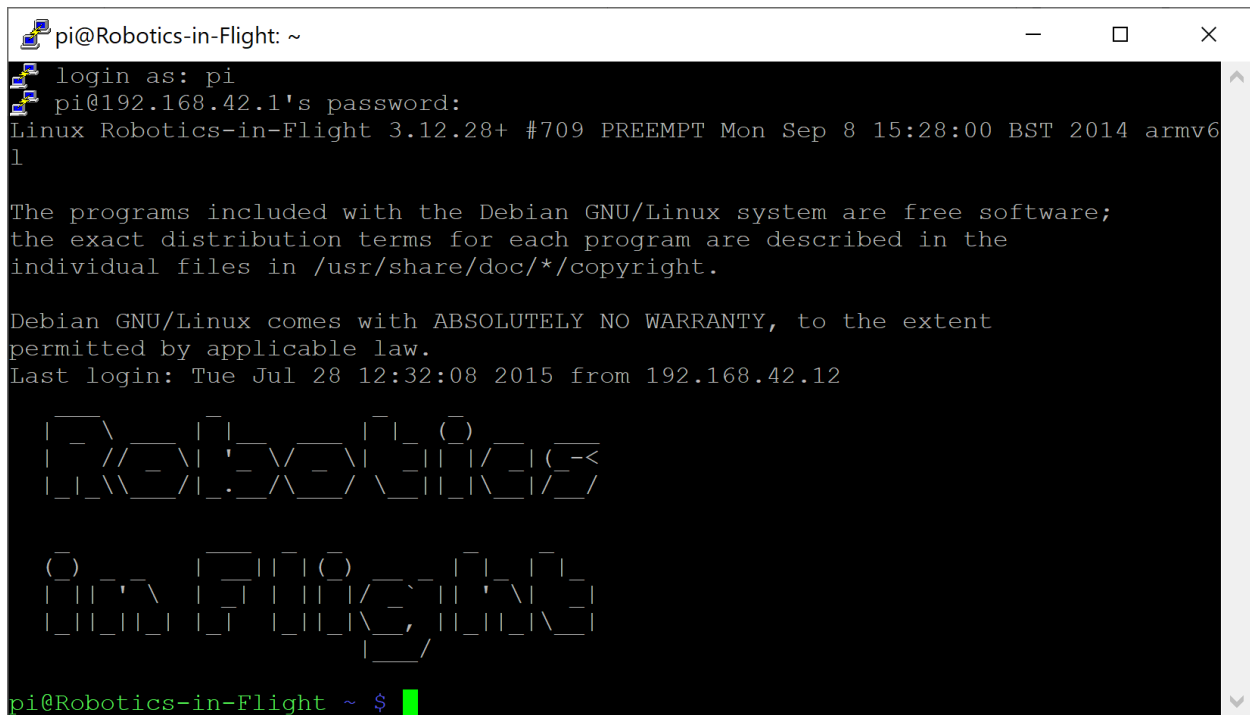 pi@Robotics-in-Flight: ~
login as: pi
pi@192.168.42.1's password:
Linux Robotics-in-Flight 3.12.28+ #709 PREEMPT Mon Sep 8 15:28:00 BST 2014 armv6
l
The programs included with the Debian GNU/Linux system are free software;
the exact distribution terms for each program are described in the
individual files in /usr/share/doc/*/copyright.
Debian GNU/Linux comes with ABSOLUTELY NO WARRANTY, to the extent
permitted by applicable law.
Last login: Tue Jul 28 12:32:08 2015 from 192.168.42.12
Robotics
in Flight
pi@Robotics-in-Flight ~ $